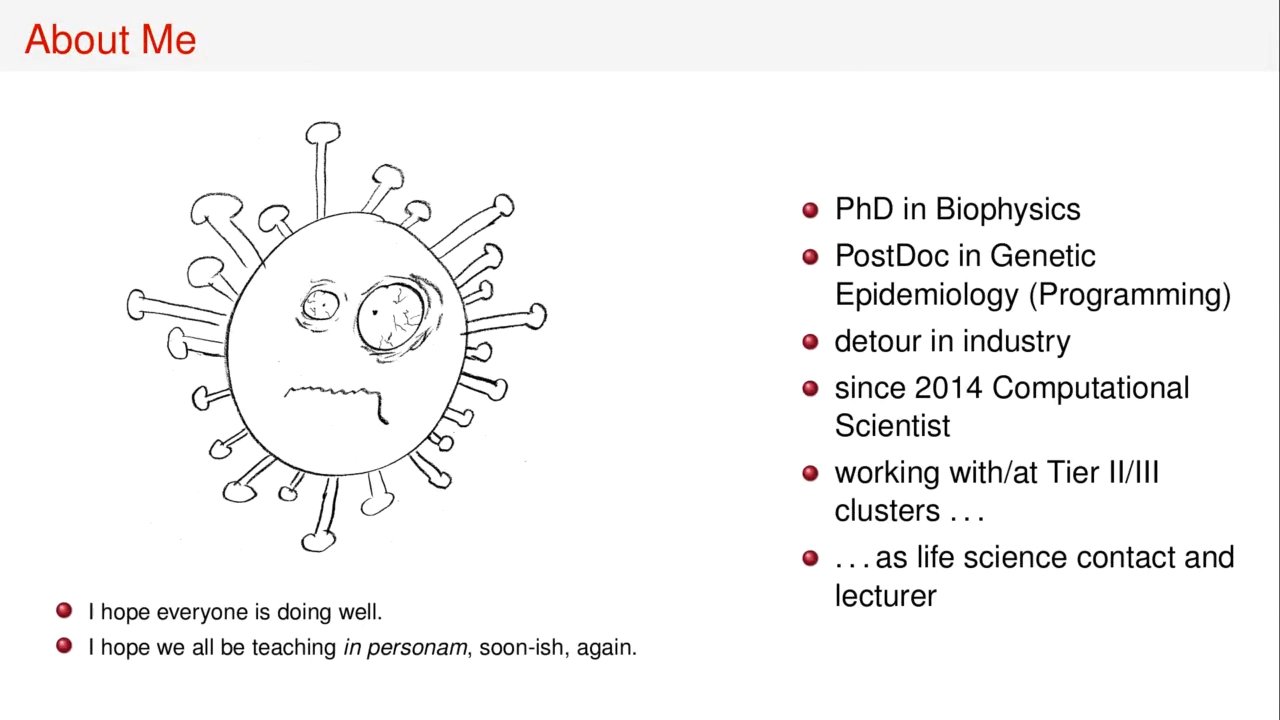 About Me
I hope everyone is doing well.
I hope we all be teaching in personam, soon-ish, again.
PhD in Biophysics
PostDoc in Genetic
Epidemiology (Programming)
detour in industry
since 2014 Computational
Scientist
working with/at Tier II/III
clusters . . .
. . . as life science contact and
lecturer